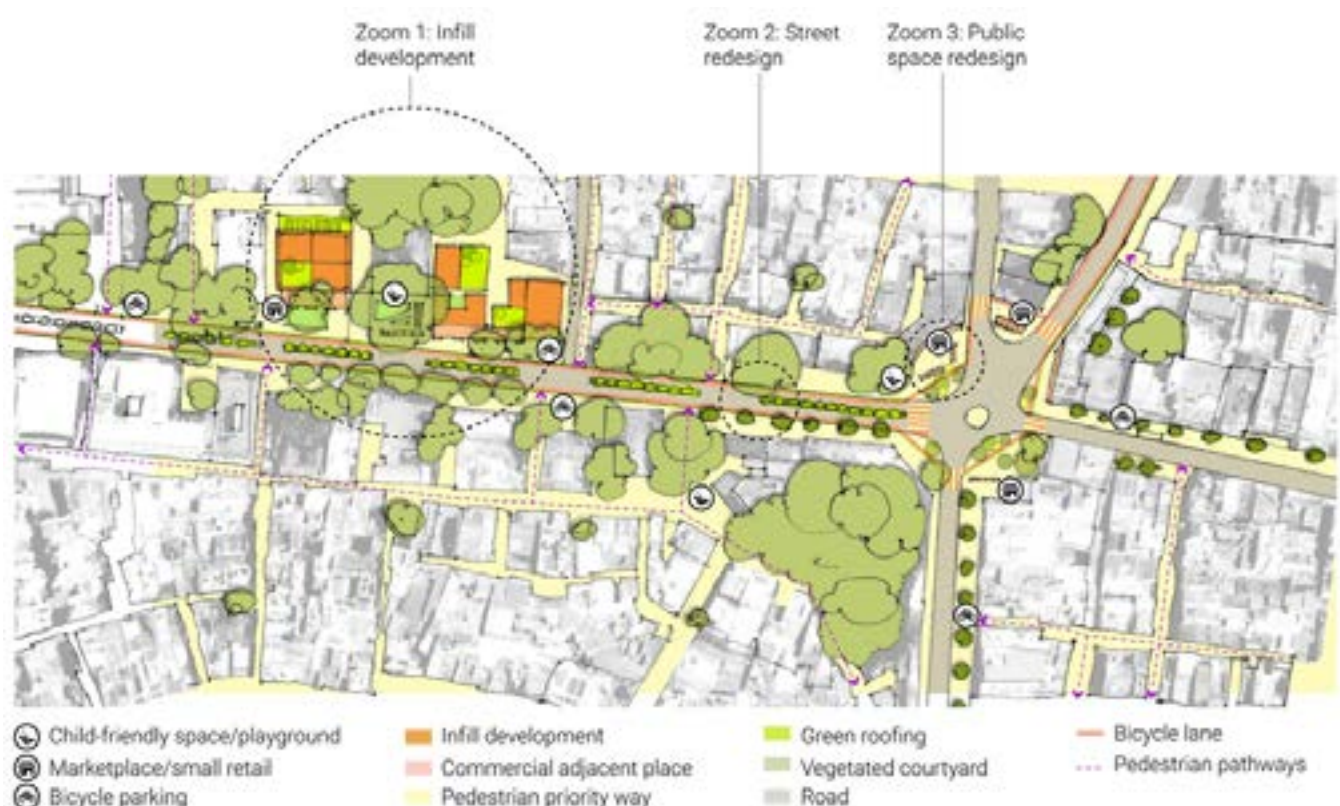 Zoom 1: Infill
development
Zoom 2: Street
redesign
Zoom 3: Public
space redesign
Child-friendly space/playground
Marketplace/small retail
Bicycle parking
Infill development
Commercial adjacent place
Pedestrian priority way
Green roofing
Vegetated courtyard
Road
Bicycle lane
Pedestrian pathways